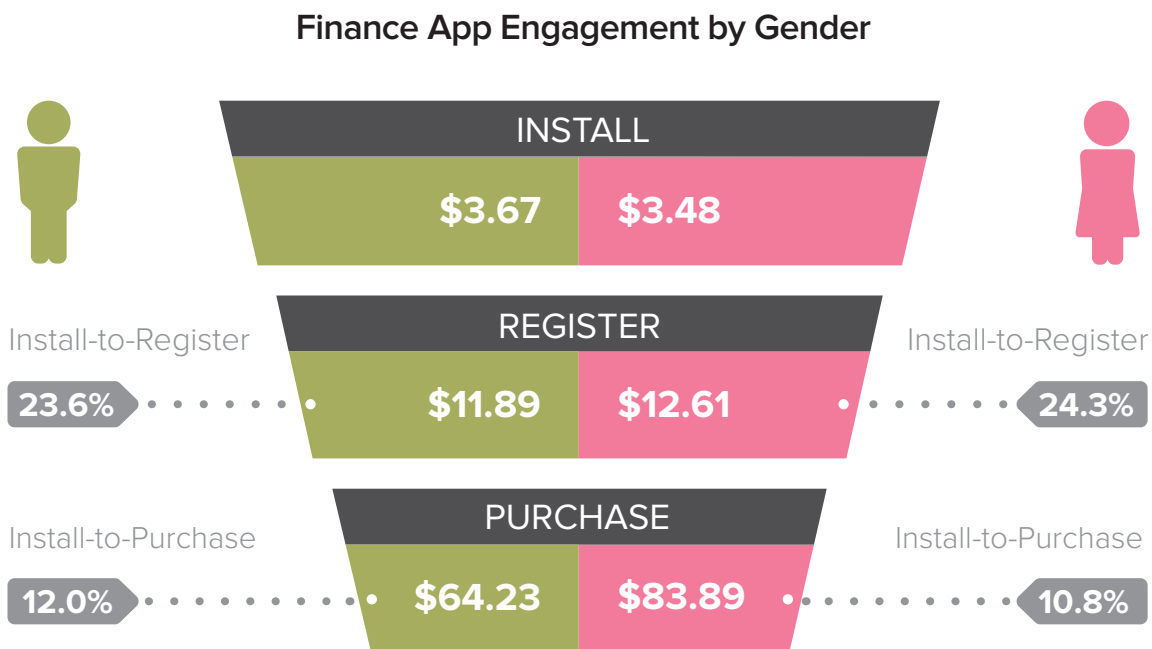 Finance App Engagement by Gender
INSTALL
$3.67 $3.48
REGISTER
Install-to-Register Install-to-Register
23.6% $11.89 $12.61 24.3%
PURCHASE
Install-to-Purchase Install-to-Purchase
12.0% $64.23 $83.89 10.8%